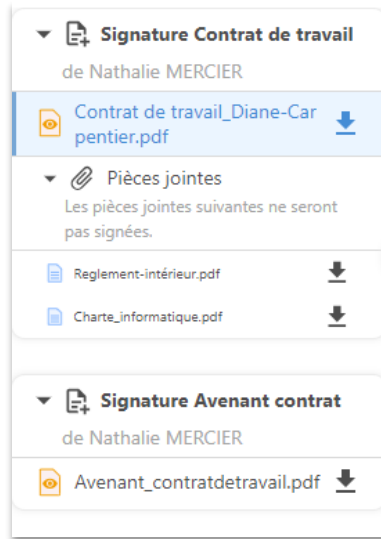 Signature Contrat de travail
de Nathalie MERCIER
Contrat de travail_Diane-Car
pentier.pdf
Pièces jointes
Les pièces jointes suivantes ne seront
pas signées.
Reglement-intérieur.pdf
Charte_informatique.pdf
Signature Avenant contrat
de Nathalie MERCIER
Avenant_contratdetravail.pdf